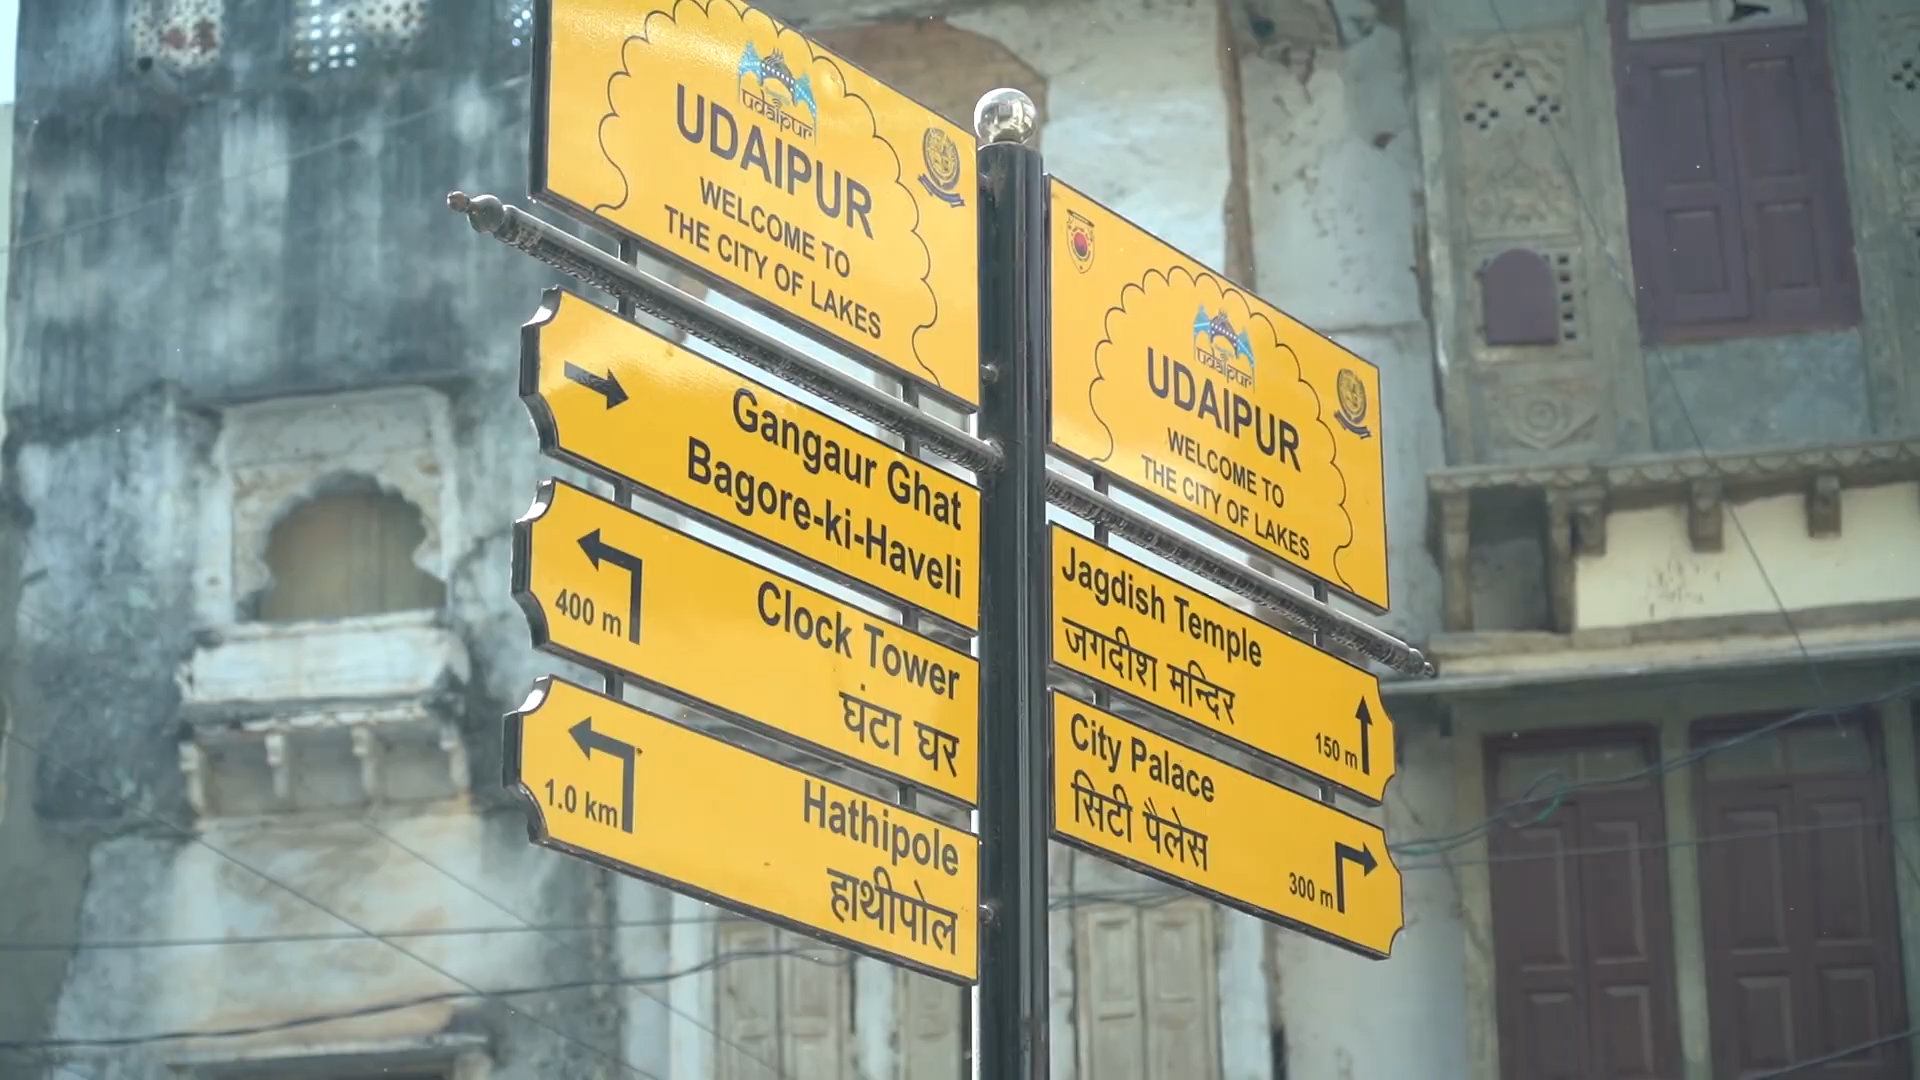 udaipur
UDAIPUR
WELCOME TO
THE CITY OF LAKES
Gangaur Ghat
Bagore-ki-Haveli
400 m
Clock Tower
घंटा घर
1.0 km
Hathipole
हाथीपोल
udaipur
UDAIPUR
WELCOME TO
THE CITY OF LAKES
Jagdish Temple
जगदीश मन्दिर
150 m
City Palace
सिटी पैलेस
300 m